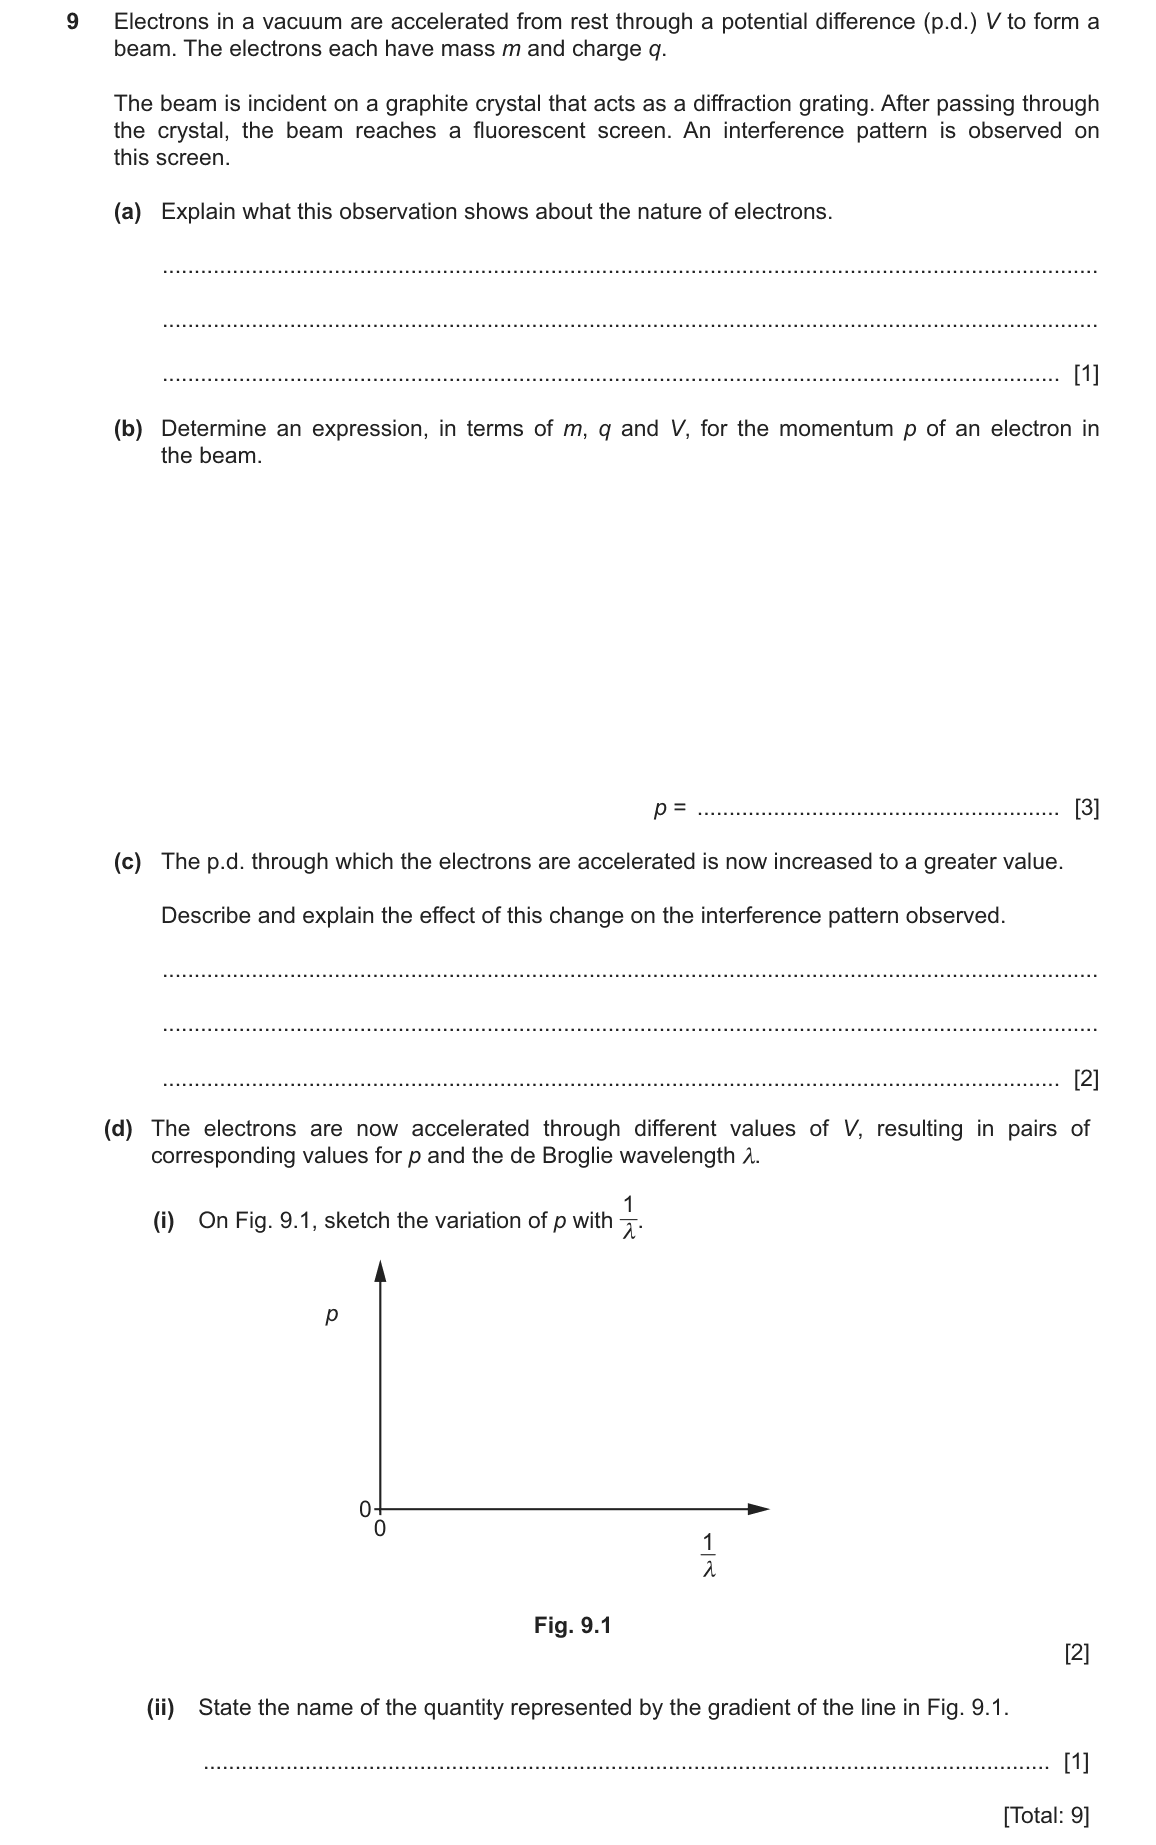 9 Electrons in a vacuum are accelerated from rest through a potential difference (p.d.) V to form a
beam. The electrons each have mass m and charge q.
The beam is incident on a graphite crystal that acts as a diffraction grating. After passing through
the crystal, the beam reaches a fluorescent screen. An interference pattern is observed on
this screen.
(a) Explain what this observation shows about the nature of electrons.
..........
..........
.......... [1]
(b) Determine an expression, in terms of m, q and V, for the momentum p of an electron in
the beam.
p = .......... [3]
(c) The p.d. through which the electrons are accelerated is now increased to a greater value.
Describe and explain the effect of this change on the interference pattern observed.
..........
..........
.......... [2]
(d) The electrons are now accelerated through different values of V, resulting in pairs of
corresponding values for p and the de Broglie wavelength λ.
(i) On Fig. 9.1, sketch the variation of p with 1/λ.
p
0
0
1/λ
Fig. 9.1
[2]
(ii) State the name of the quantity represented by the gradient of the line in Fig. 9.1.
.......... [1]
[Total: 9]